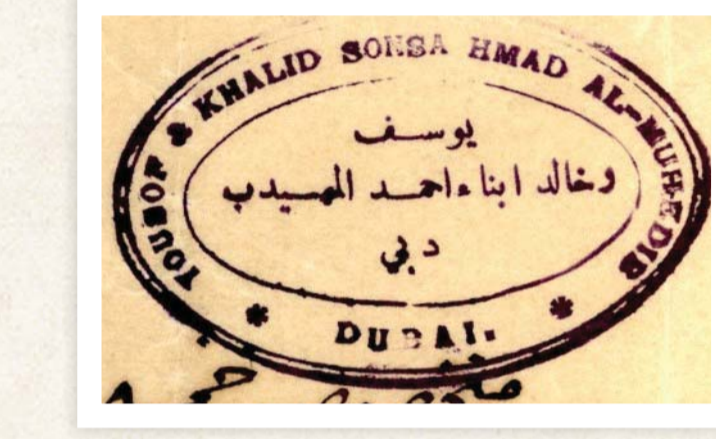 YOUSOF & KHALID SONSA HMAD AL-MUHEDIB
يوسف
وخالد ابناء احمد المهيدب
دبي
* DUBAI. *